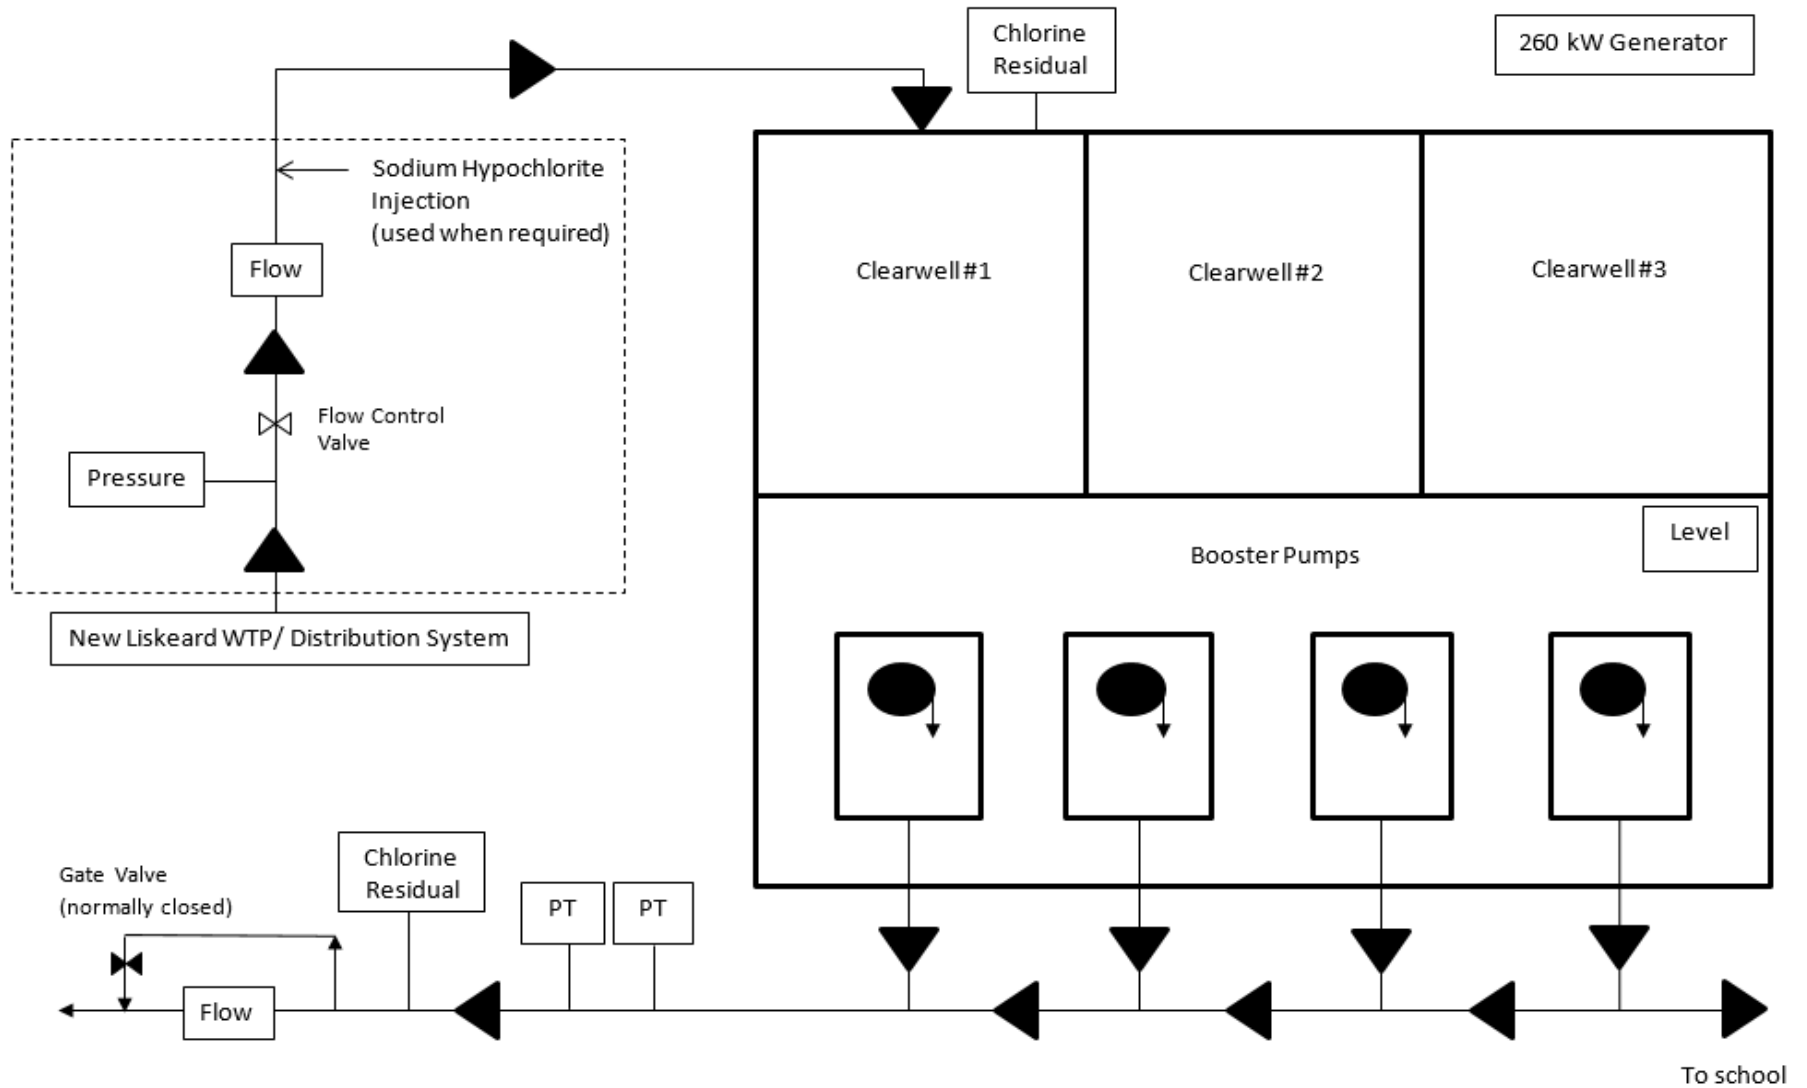 Chlorine
Residual
260 kW Generator
Sodium Hypochlorite
Injection
(used when required)
Flow
Clearwell #1
Clearwell #2
Clearwell #3
Flow Control
Valve
Pressure
Level
Booster Pumps
New Liskeard WTP/ Distribution System
Chlorine
Residual
Gate Valve
(normally closed)
PT
PT
Flow
To school